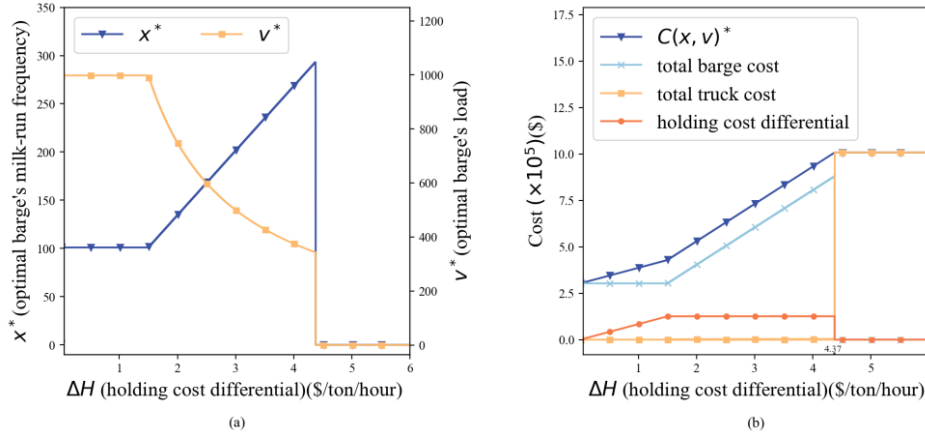 350
300
250
200
150
100
50
0
x* (optimal barge's milk-run frequency)
x*
v*
1200
1000
800
600
400
200
0
v* (optimal barge's load)
1 2 3 4 5 6
ΔH (holding cost differential)($/ton/hour)
(a)
17.5
15.0
12.5
10.0
7.5
5.0
2.5
0.0
Cost (×10⁵)($)
C(x, v)*
total barge cost
total truck cost
holding cost differential
4.37
1 2 3 4 5
ΔH (holding cost differential)($/ton/hour)
(b)